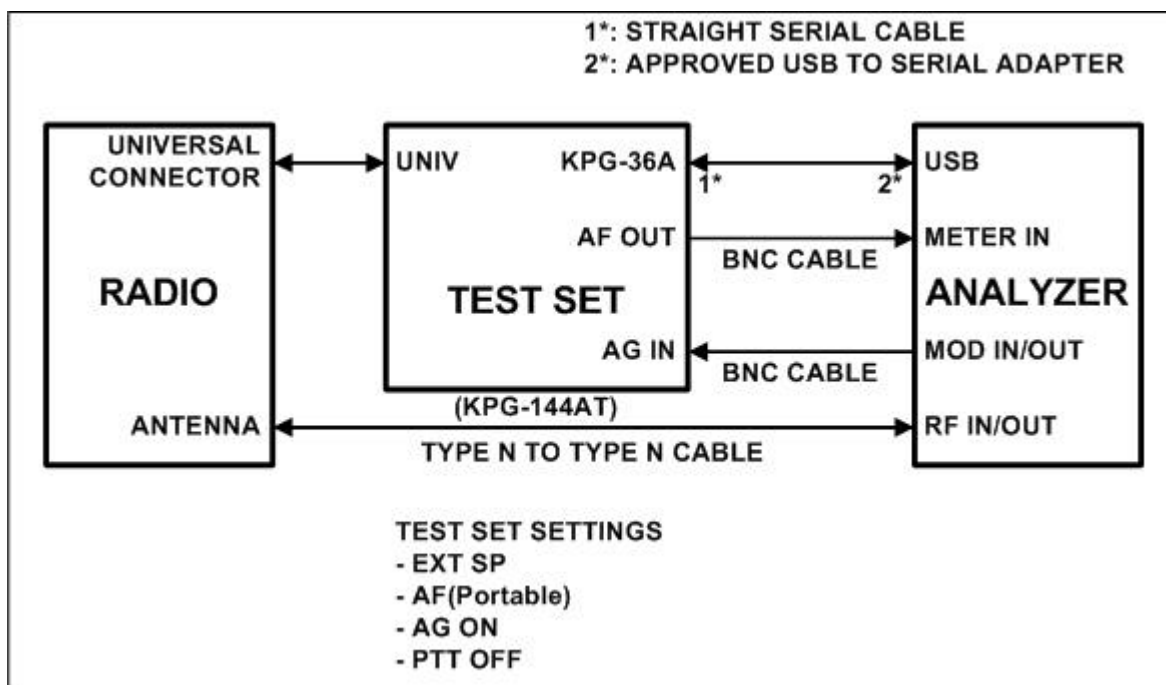 1*: STRAIGHT SERIAL CABLE
2*: APPROVED USB TO SERIAL ADAPTER
UNIVERSAL
CONNECTOR
UNIV
KPG-36A
1*
2*
USB
AF OUT
BNC CABLE
METER IN
RADIO
TEST SET
ANALYZER
AG IN
BNC CABLE
MOD IN/OUT
(KPG-144AT)
ANTENNA
TYPE N TO TYPE N CABLE
RF IN/OUT
TEST SET SETTINGS
- EXT SP
- AF(Portable)
- AG ON
- PTT OFF